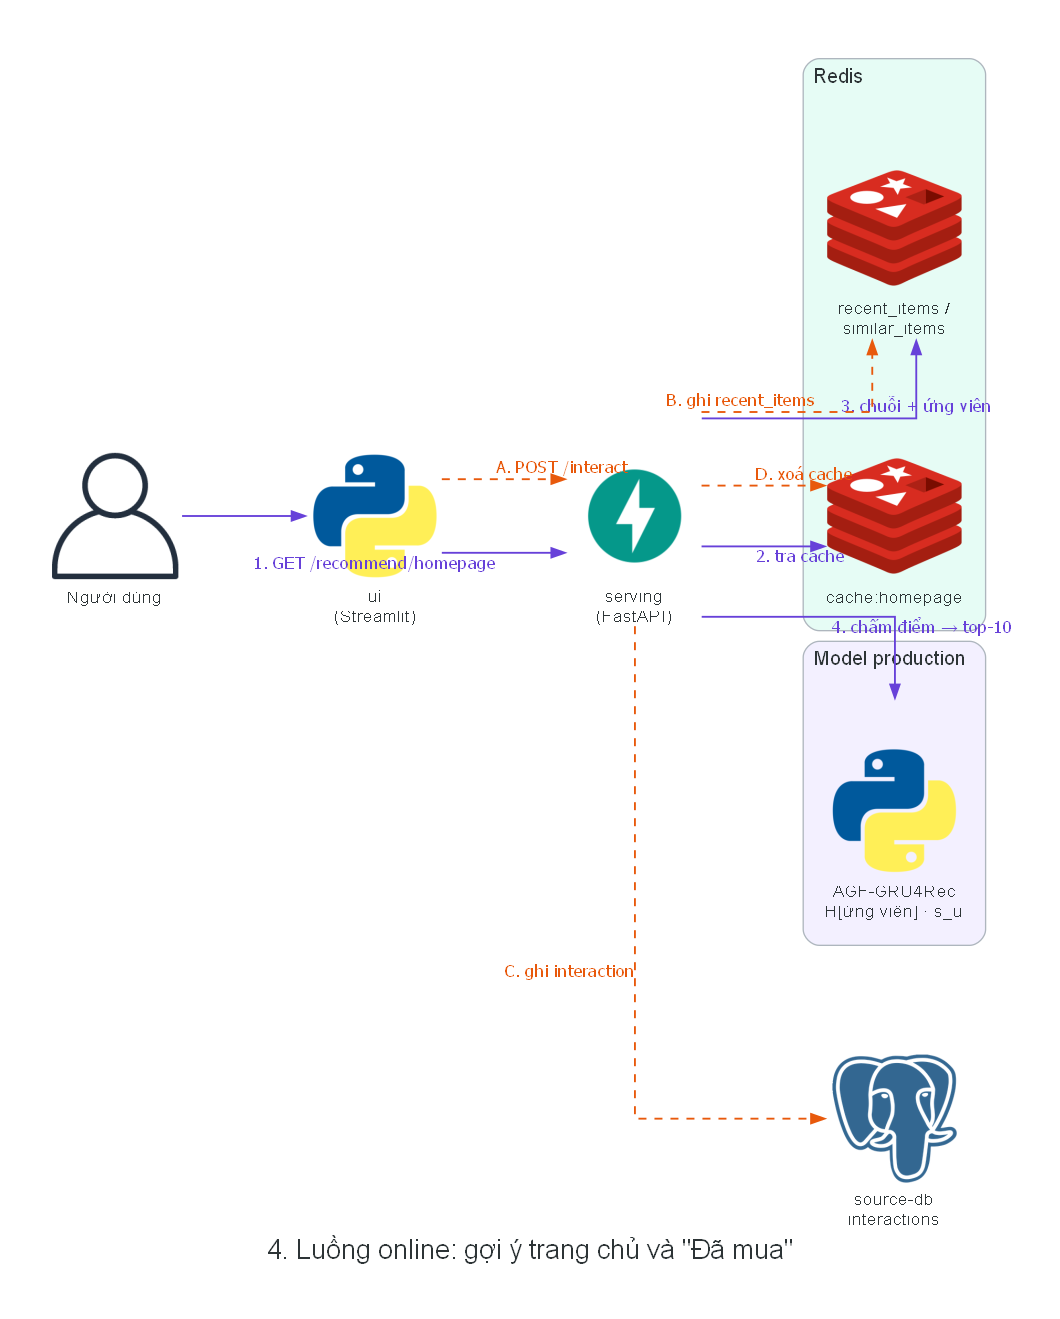 Redis
recent_items /
similar_items
B. ghi recent_items
3. chuỗi + ứng viên
A. POST /interact
D. xoá cache
1. GET /recommend/homepage
2. tra cache
Người dùng
ui
(Streamlit)
serving
(FastAPI)
cache:homepage
4. chấm điểm → top-10
Model production
AGF-GRU4Rec
H[ứng viên] · s_u
C. ghi interaction
source-db
interactions
4. Luồng online: gợi ý trang chủ và "Đã mua"